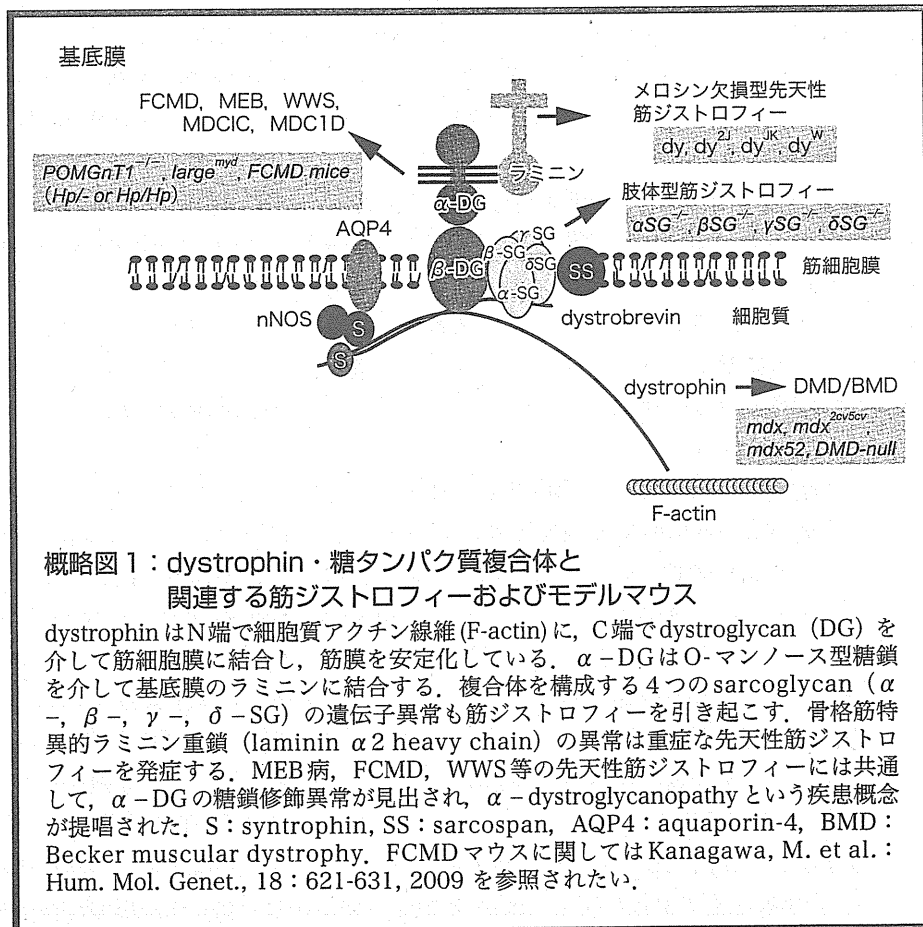 基底膜
FCMD, MEB, WWS,
MDCIC, MDC1D
POMGnT1⁻/⁻, large^myd, FCMD mice
(Hp/- or Hp/Hp)
メロシン欠損型先天性
筋ジストロフィー
dy, dy^2J, dy^JK, dy^W
ラミニン
肢体型筋ジストロフィー
αSG⁻/⁻, βSG⁻/⁻, γSG⁻/⁻, δSG⁻/⁻
α-DG
AQP4
β-DG
γSG
β-SG
δSG
α-SG
SS
筋細胞膜
nNOS
S
S
dystrobrevin
細胞質
dystrophin
DMD/BMD
mdx, mdx^2cv5cv,
mdx52, DMD-null
F-actin
概略図1:dystrophin・糖タンパク質複合体と
関連する筋ジストロフィーおよびモデルマウス
dystrophinはN端で細胞質アクチン線維(F-actin)に,C端でdystroglycan(DG)を
介して筋細胞膜に結合し,筋膜を安定化している.α-DGはO-マンノース型糖鎖
を介して基底膜のラミニンに結合する.複合体を構成する4つのsarcoglycan(α
-,β-,γ-,δ-SG)の遺伝子異常も筋ジストロフィーを引き起こす.骨格筋特
異的ラミニン重鎖(laminin α2 heavy chain)の異常は重症な先天性筋ジストロ
フィーを発症する.MEB病,FCMD,WWS等の先天性筋ジストロフィーには共通
して,α-DGの糖鎖修飾異常が見出され,α-dystroglycanopathyという疾患概念
が提唱された.S:syntrophin, SS:sarcospan, AQP4:aquaporin-4, BMD:
Becker muscular dystrophy. FCMDマウスに関してはKanagawa, M. et al.:
Hum. Mol. Genet., 18:621-631, 2009 を参照されたい.